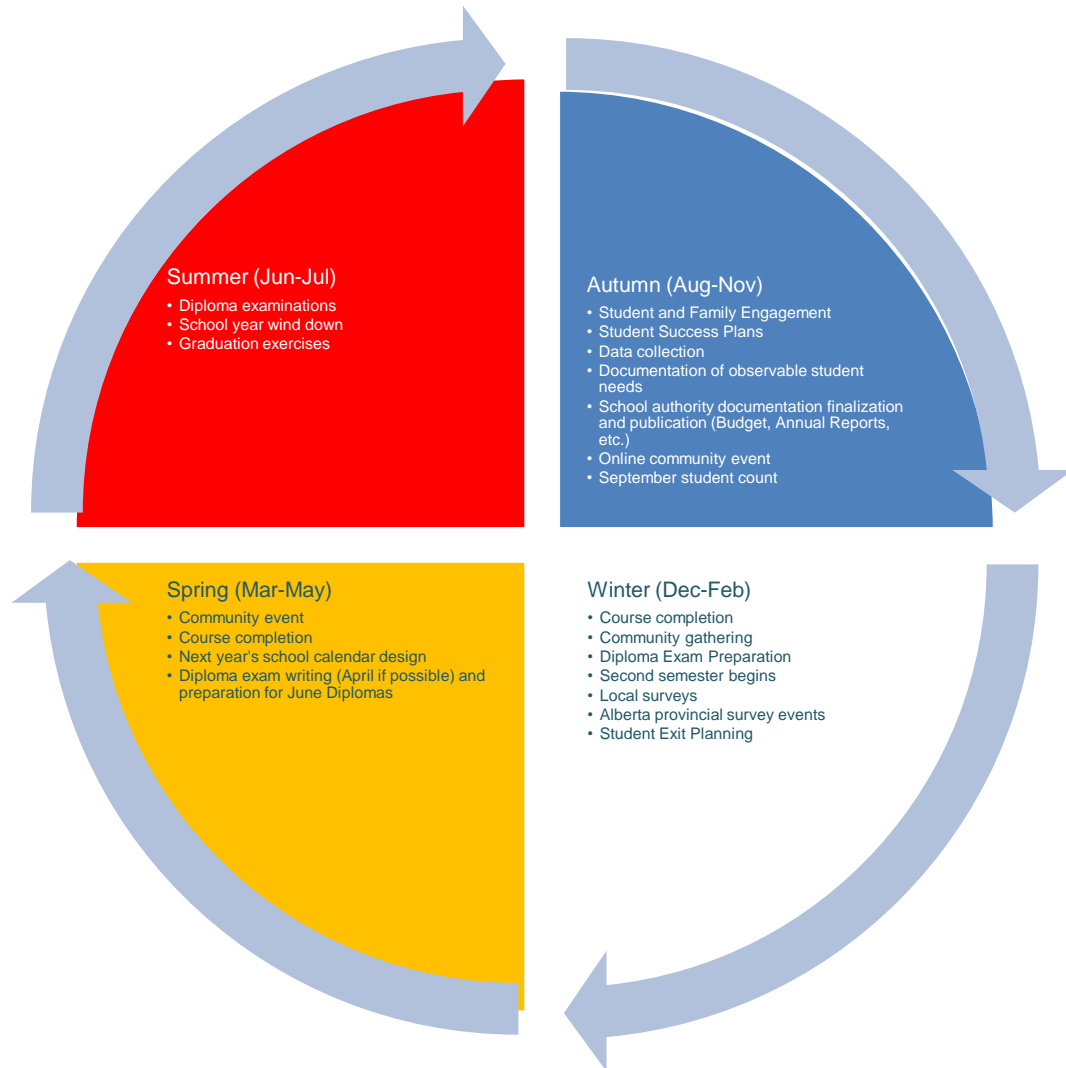 Summer (Jun-Jul)
• Diploma examinations
• School year wind down
• Graduation exercises
Autumn (Aug-Nov)
• Student and Family Engagement
• Student Success Plans
• Data collection
• Documentation of observable student
needs
• School authority documentation finalization
and publication (Budget, Annual Reports,
etc.)
• Online community event
• September student count
Spring (Mar-May)
• Community event
• Course completion
• Next year's school calendar design
• Diploma exam writing (April if possible) and
preparation for June Diplomas
Winter (Dec-Feb)
• Course completion
• Community gathering
• Diploma Exam Preparation
• Second semester begins
• Local surveys
• Alberta provincial survey events
• Student Exit Planning